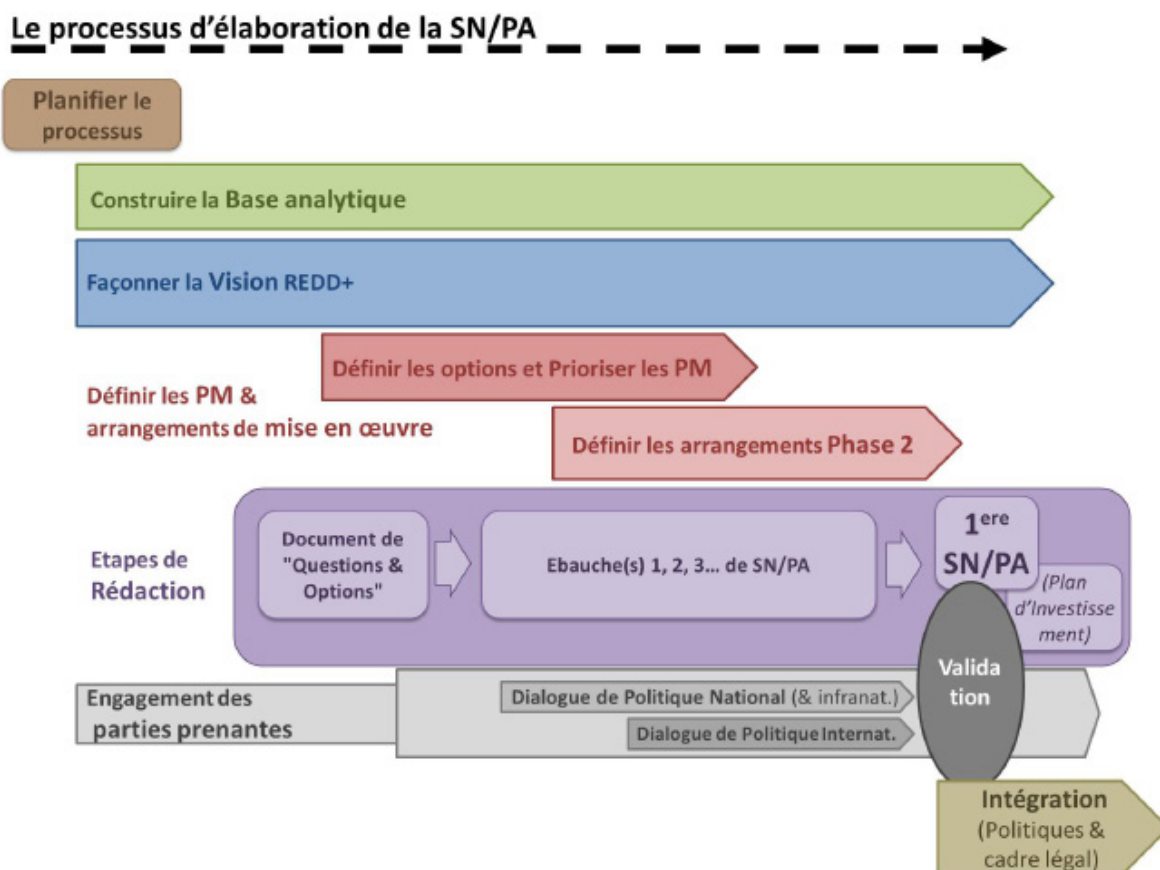 Le processus d'élaboration de la SN/PA
Planifier le
processus
Construire la Base analytique
Façonner la Vision REDD+
Définir les options et Prioriser les PM
Définir les PM &
arrangements de mise en œuvre
Définir les arrangements Phase 2
Etapes de
Rédaction
Document de
"Questions &
Options"
Ebauche(s) 1, 2, 3... de SN/PA
1ere
SN/PA
(Plan
d'Investisse
ment)
Valida
tion
Engagement des
parties prenantes
Dialogue de Politique National (& infranat.)
Dialogue de Politique Internat.
Intégration
(Politiques &
cadre légal)